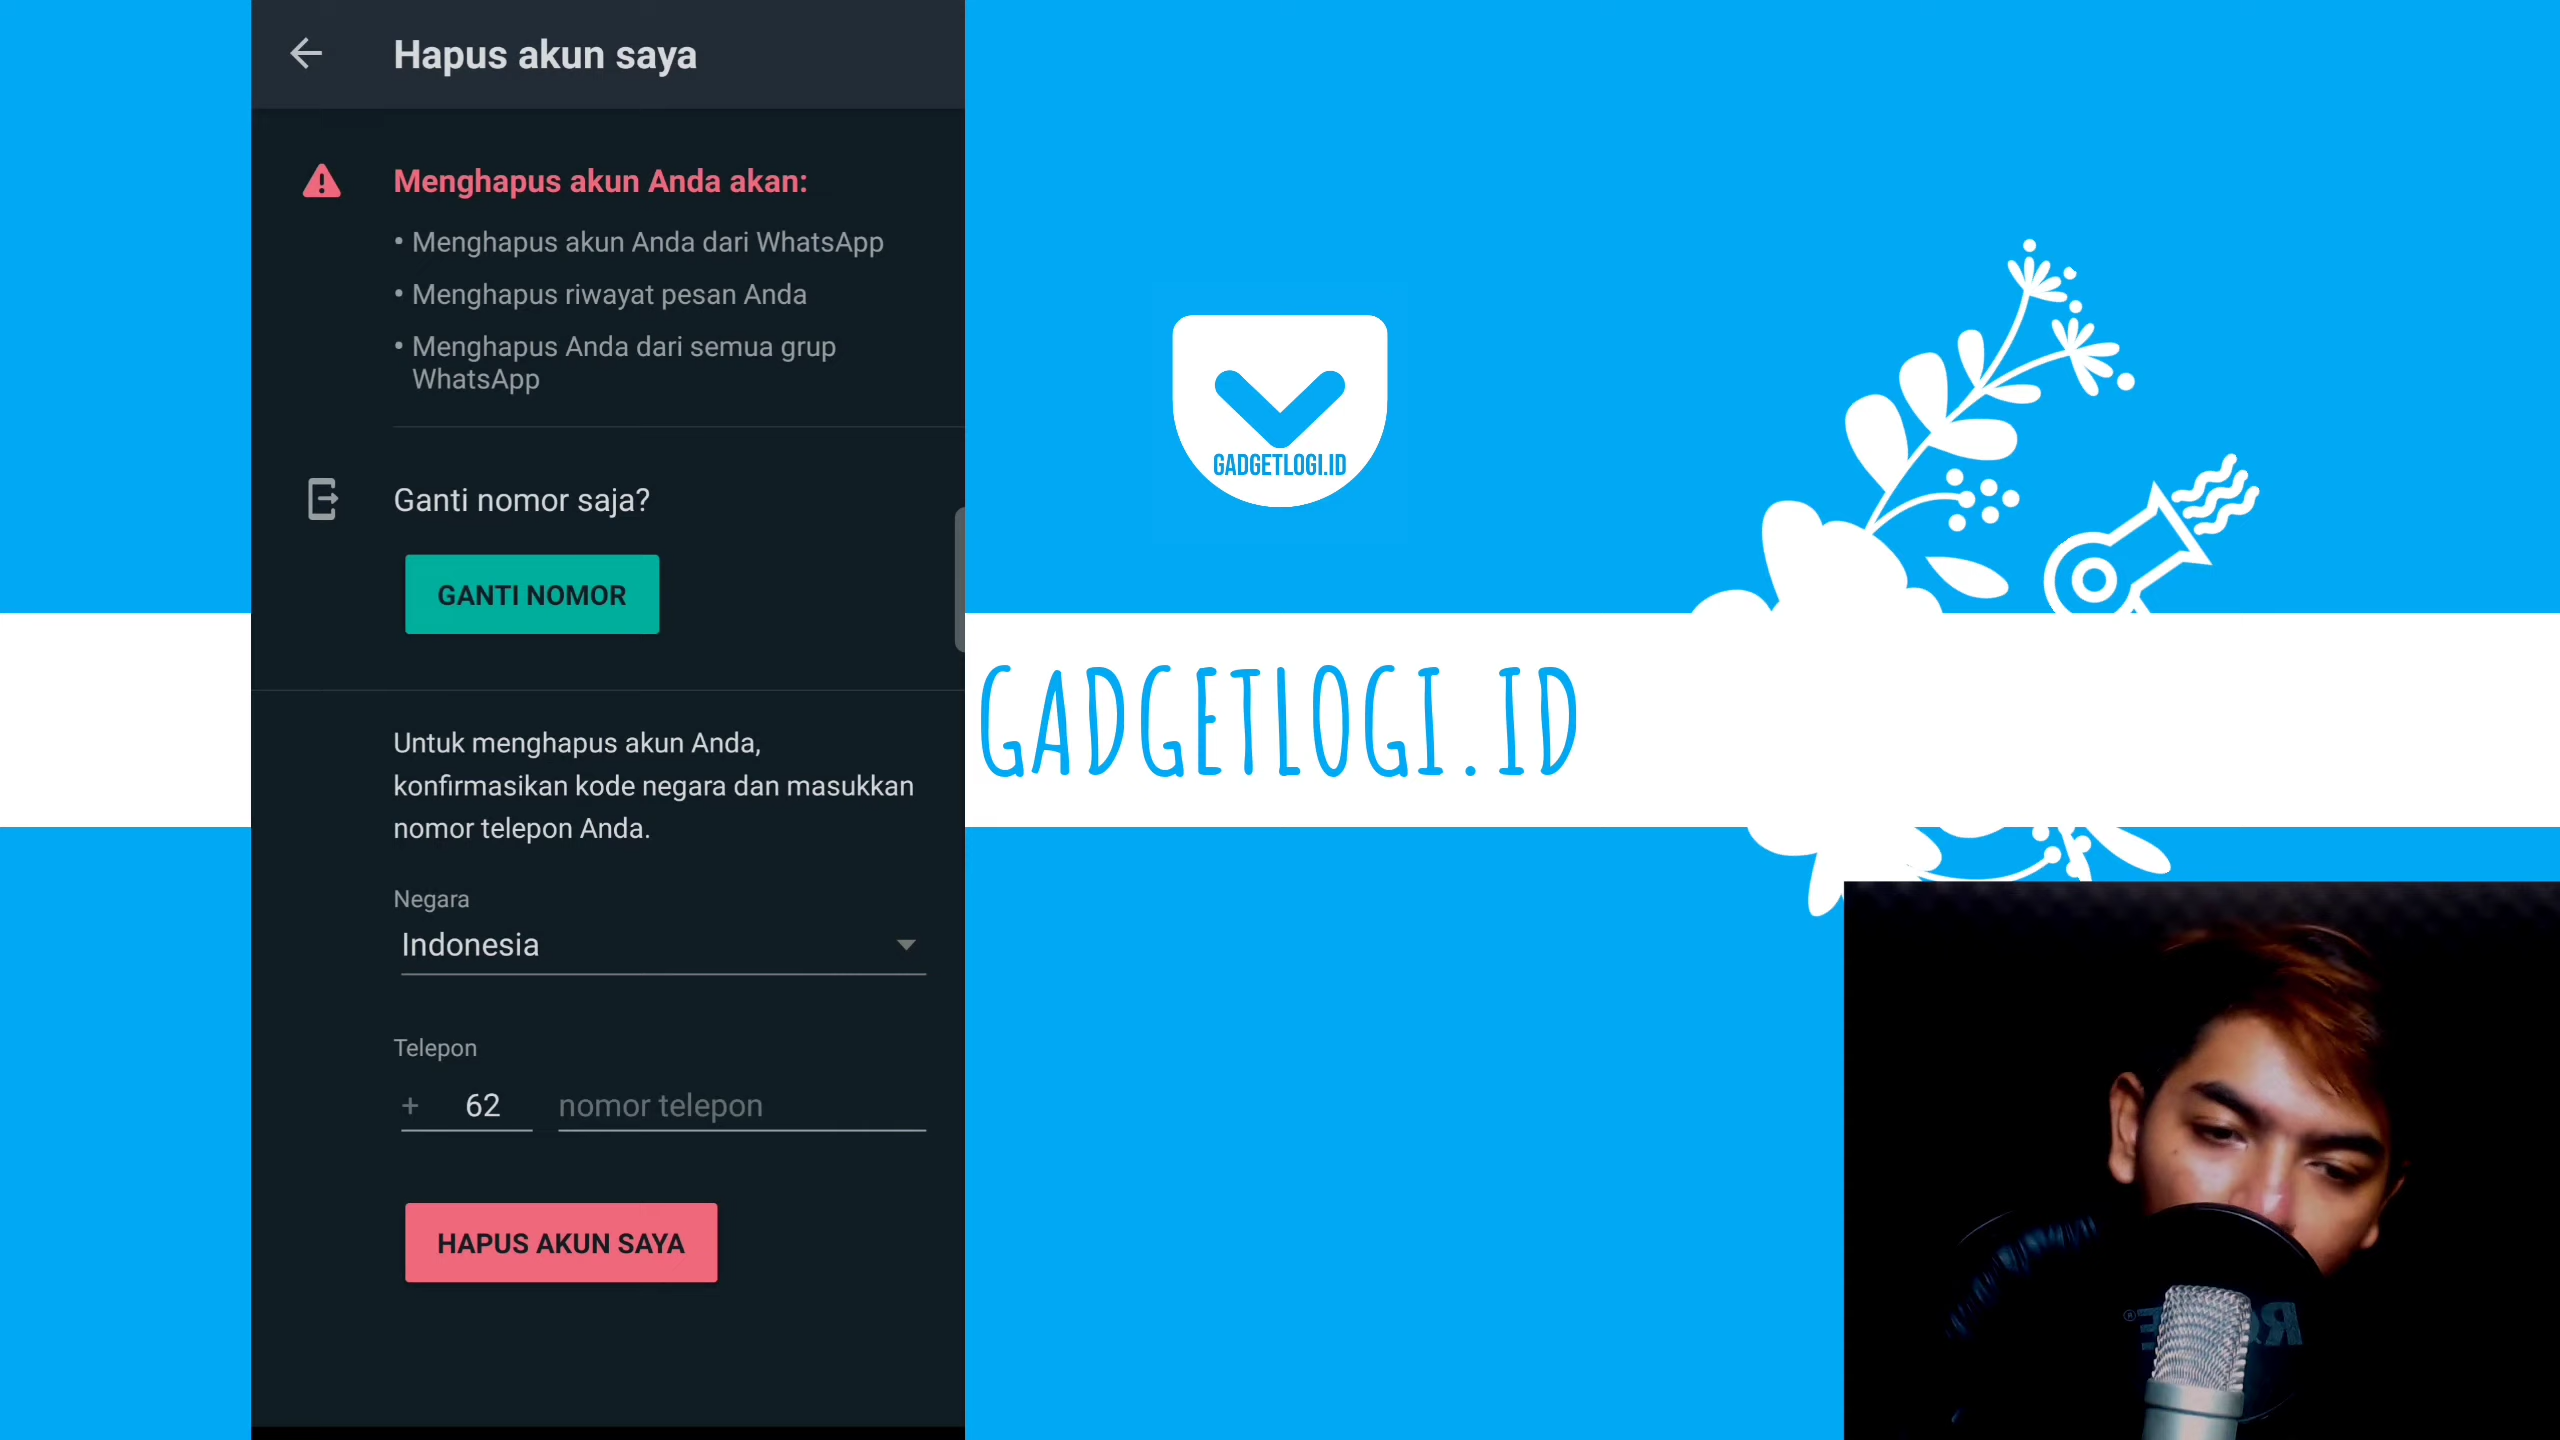 Hapus akun saya
Menghapus akun Anda akan:
• Menghapus akun Anda dari WhatsApp
• Menghapus riwayat pesan Anda
• Menghapus Anda dari semua grup
WhatsApp
Ganti nomor saja?
GANTI NOMOR
Untuk menghapus akun Anda,
konfirmasikan kode negara dan masukkan
nomor telepon Anda.
Negara
Indonesia
Telepon
+ 62 nomor telepon
HAPUS AKUN SAYA
GADGETLOGI.ID
GADGETLOGI.ID